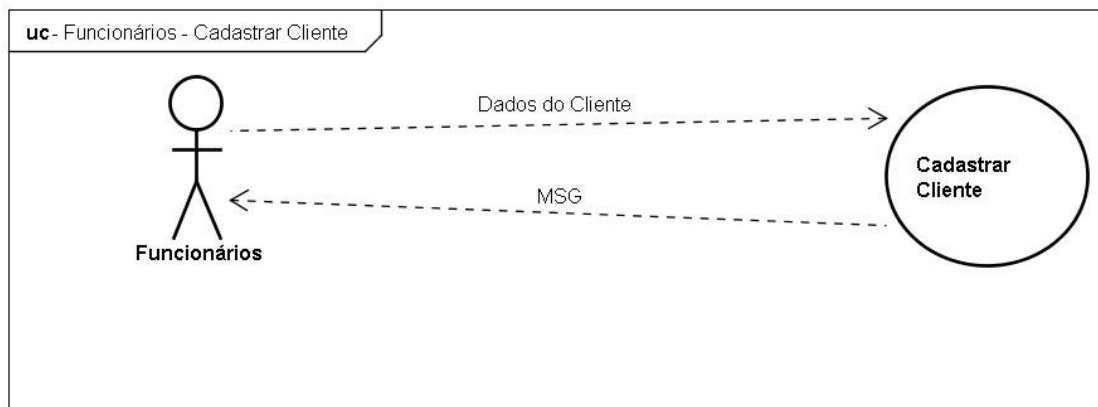 uc - Funcionários - Cadastrar Cliente
Dados do Cliente
Cadastrar
Cliente
MSG
Funcionários